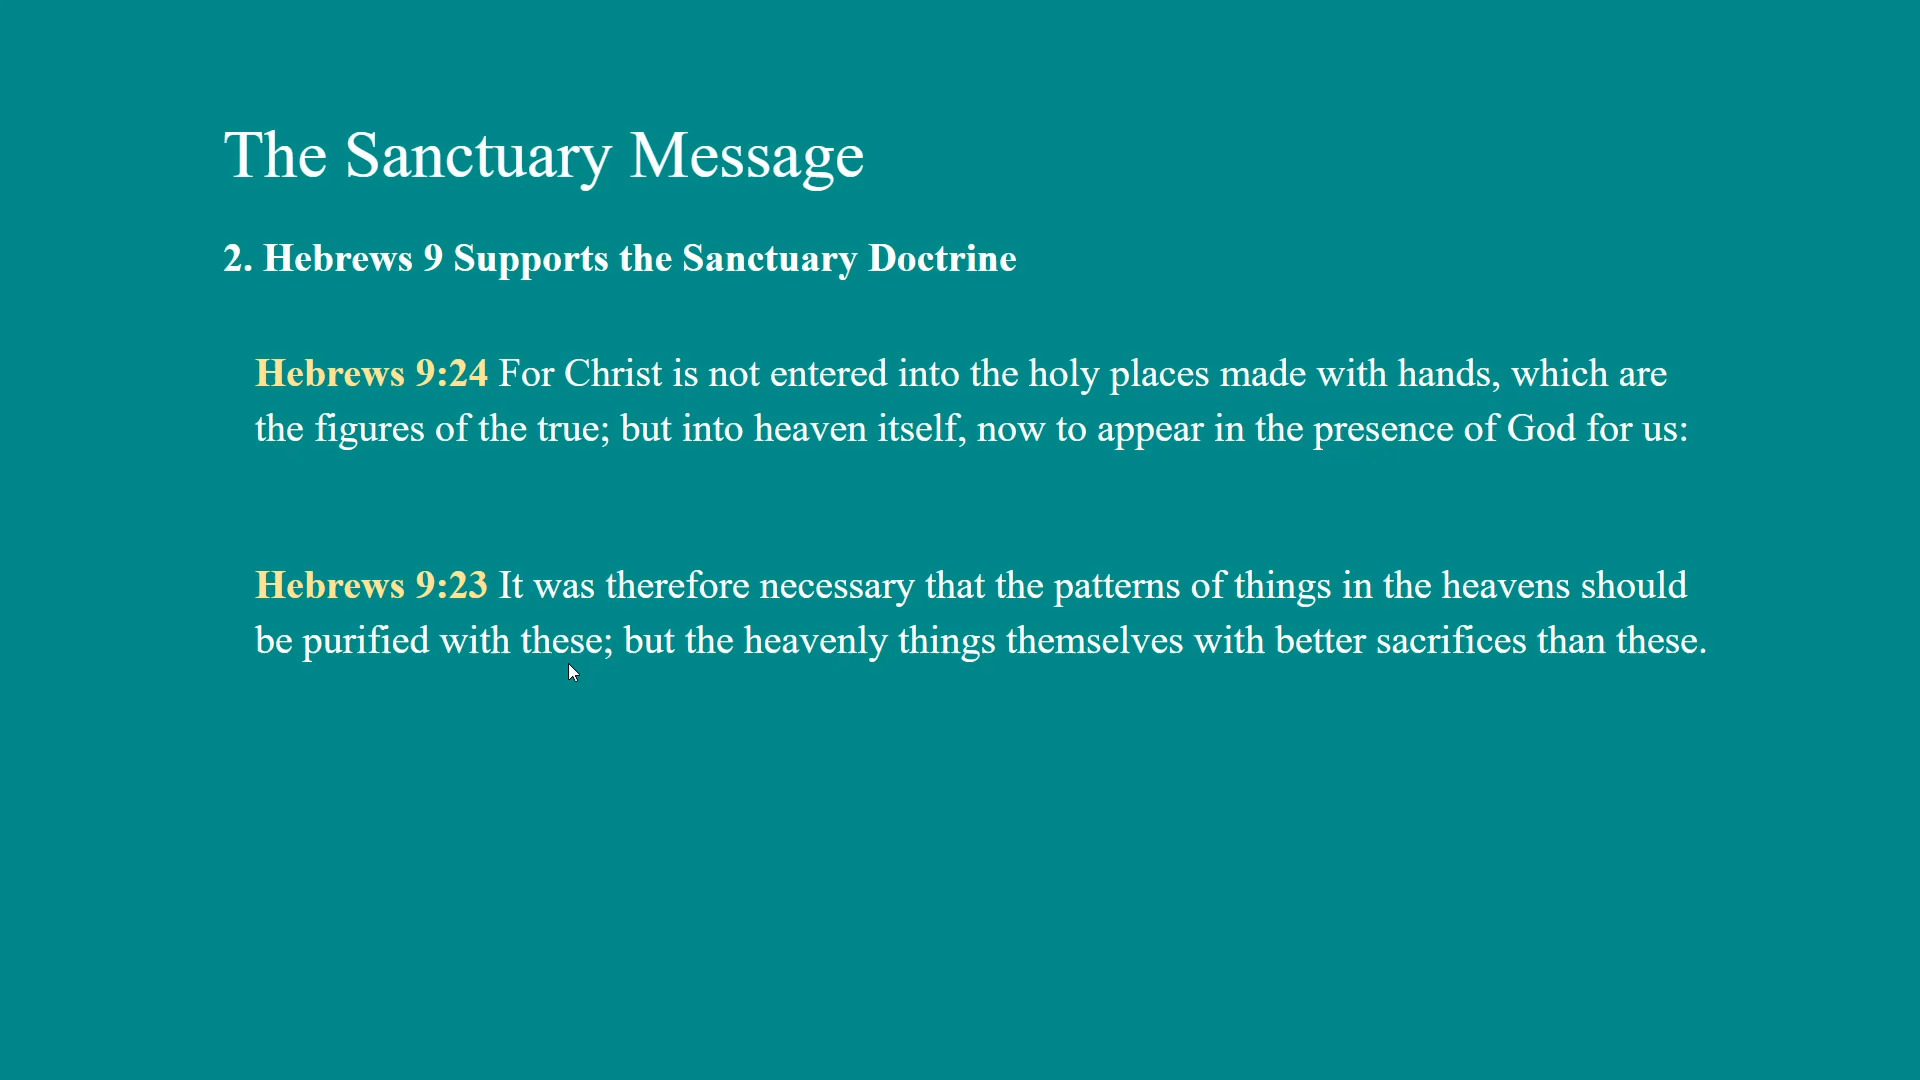 The Sanctuary Message
2. Hebrews 9 Supports the Sanctuary Doctrine
Hebrews 9:24 For Christ is not entered into the holy places made with hands, which are
the figures of the true; but into heaven itself, now to appear in the presence of God for us:
Hebrews 9:23 It was therefore necessary that the patterns of things in the heavens should
be purified with these; but the heavenly things themselves with better sacrifices than these.